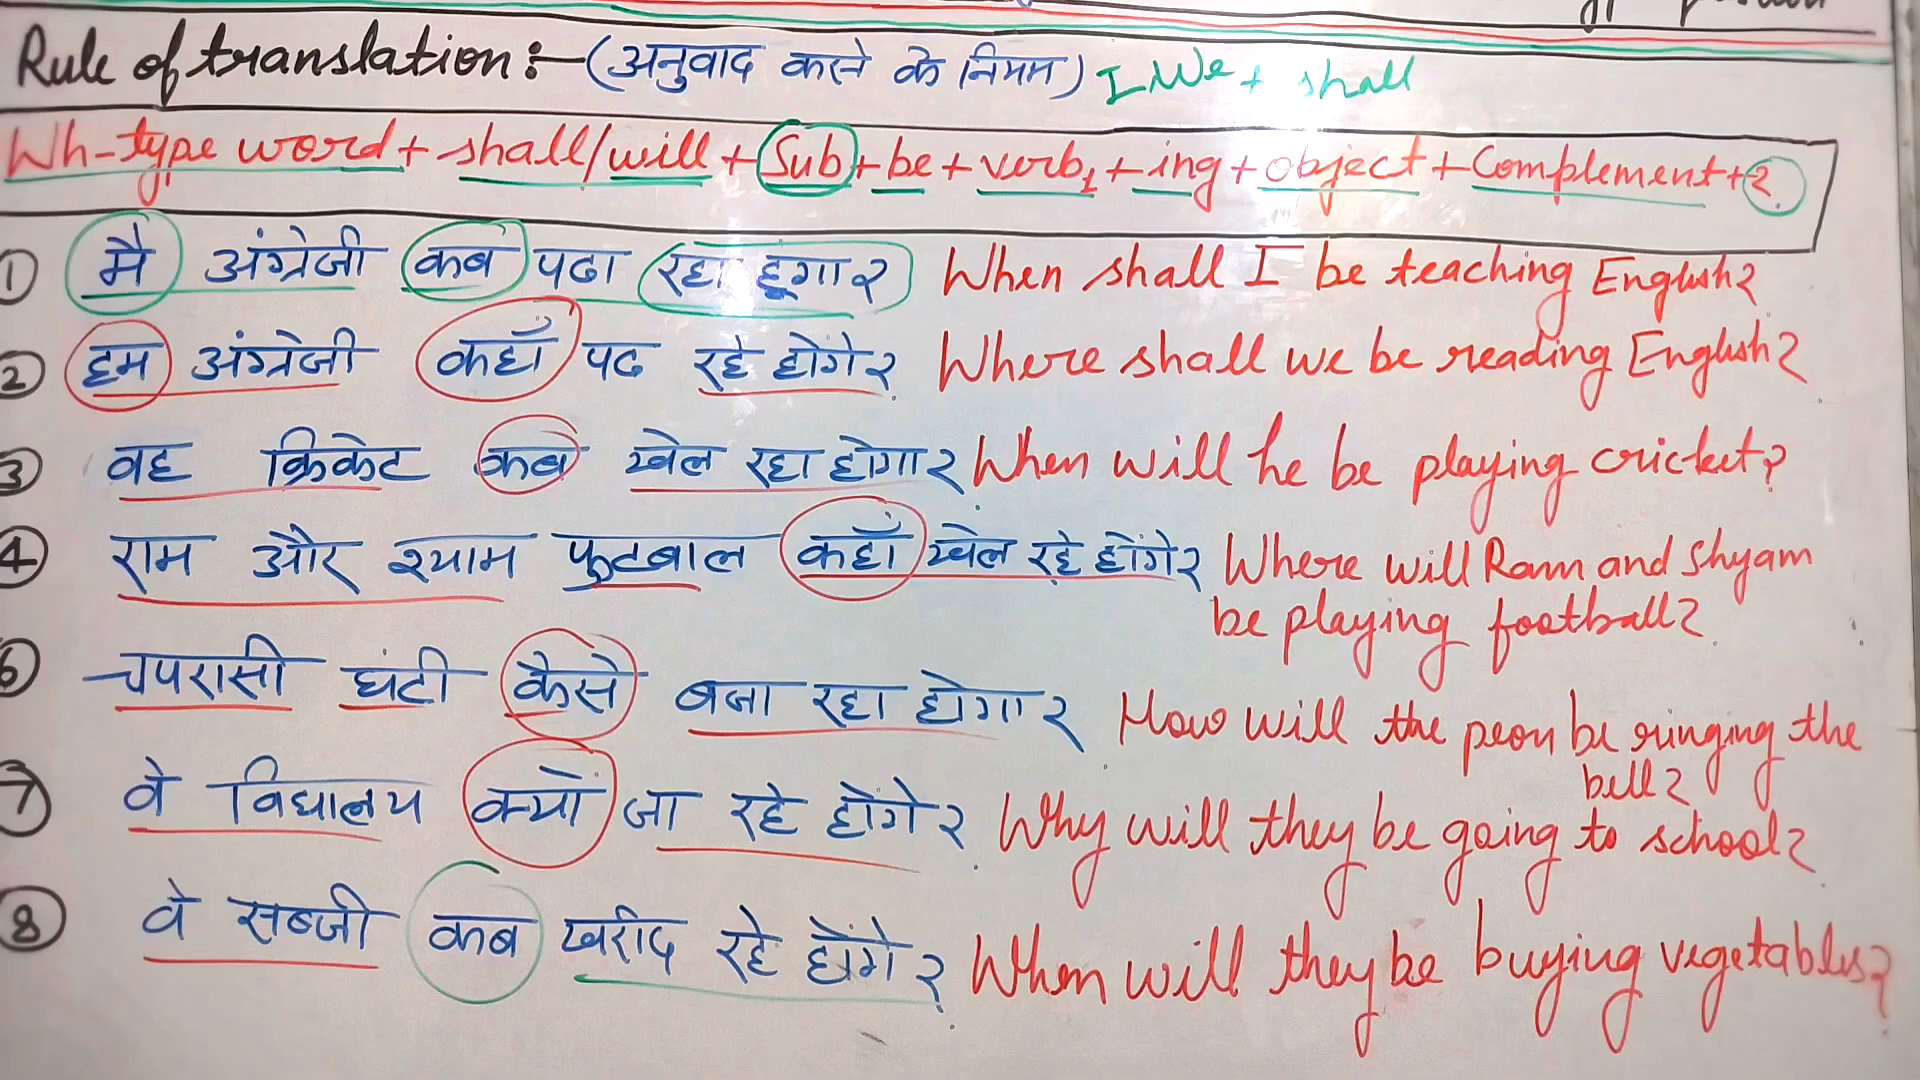 Rule of translation:- (अनुवाद करने के नियम) I We + shall
Wh-type word + shall/will + Sub + be + verb1 + ing + object + Complement + ?
① मै अंग्रेजी कब पढा रहा हूगा? When shall I be teaching English?
② हम अंग्रेजी कहाँ पढ रहे होंगे? Where shall we be reading English?
③ वह क्रिकेट कब खेल रहा होगा? When will he be playing cricket?
④ राम और श्याम फुटबाल कहाँ खेल रहे होंगे? Where will Ram and Shyam
be playing football?
⑥ चपरासी घंटी कैसे बजा रहा होगा? How will the peon be ringing the
bell?
⑦ वे विद्यालय क्यों जा रहे होंगे? Why will they be going to school?
⑧ वे सब्जी कब खरीद रहे होंगे? When will they be buying vegetables?